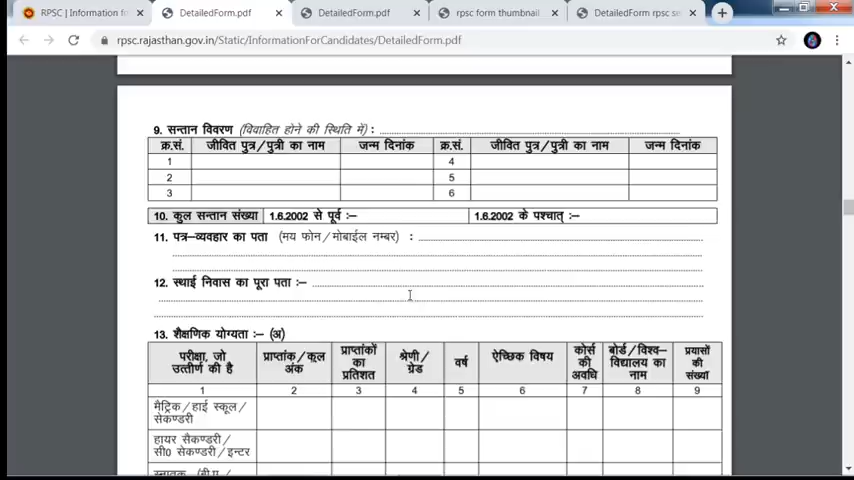 RPSC | Information f
DetailedForm.pdf
DetailedForm.pdf
rpsc form thumbnail
DetailedForm rpsc se
rpsc.rajasthan.gov.in/Static/InformationForCandidates/DetailedForm.pdf
9. सन्तान विवरण (विवाहित होने की स्थिति में) :
क्र.सं. जीवित पुत्र/पुत्री का नाम जन्म दिनांक क्र.सं. जीवित पुत्र/पुत्री का नाम जन्म दिनांक
1 4
2 5
3 6
10. कुल सन्तान संख्या 1.6.2002 से पूर्व :– 1.6.2002 के पश्चात् :–
11. पत्र–व्यवहार का पता (मय फोन/मोबाईल नम्बर) :
12. स्थाई निवास का पूरा पता :–
13. शैक्षणिक योग्यता :– (अ)
परीक्षा, जो उत्तीर्ण की है प्राप्तांक/कूल अंक प्राप्तांकों का प्रतिशत श्रेणी/ग्रेड वर्ष ऐच्छिक विषय कोर्स की अवधि बोर्ड/विश्व–विद्यालय का नाम प्रयासों की संख्यां
1 2 3 4 5 6 7 8 9
मैट्रिक/हाई स्कूल/
सेकण्डरी
हायर सैकण्डरी/
सी0 सेकण्डरी/इन्टर